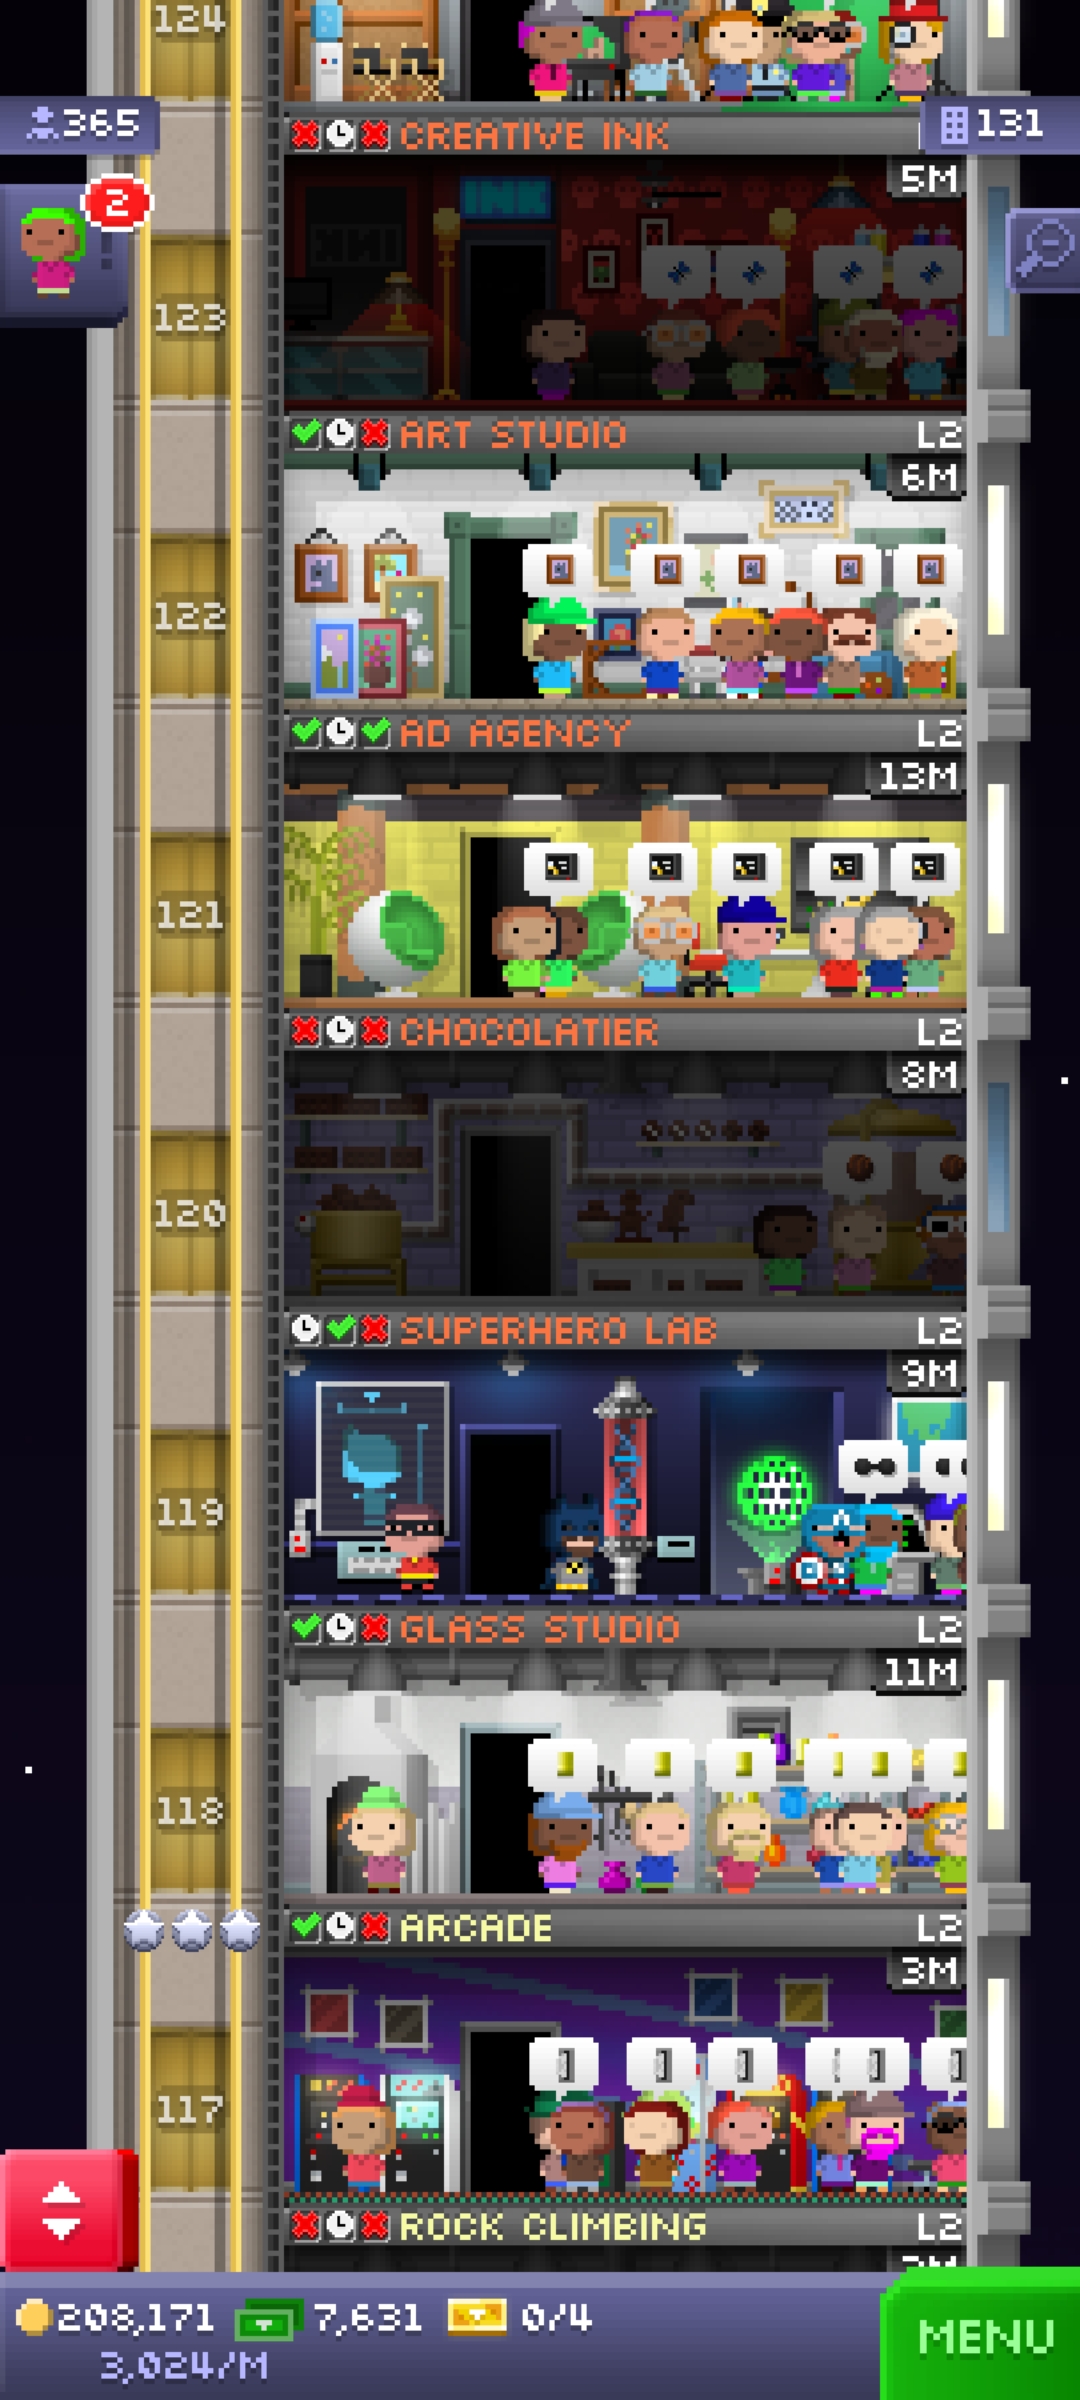 124
365
CREATIVE INK
131
2
5M
INK
123
ART STUDIO L2
6M
122
AD AGENCY L2
13M
121
CHOCOLATIER L2
8M
120
SUPERHERO LAB L2
9M
119
GLASS STUDIO L2
11M
118
ARCADE L2
3M
117
ROCK CLIMBING L2
208,171 7,631 0/4
3,024/M
MENU